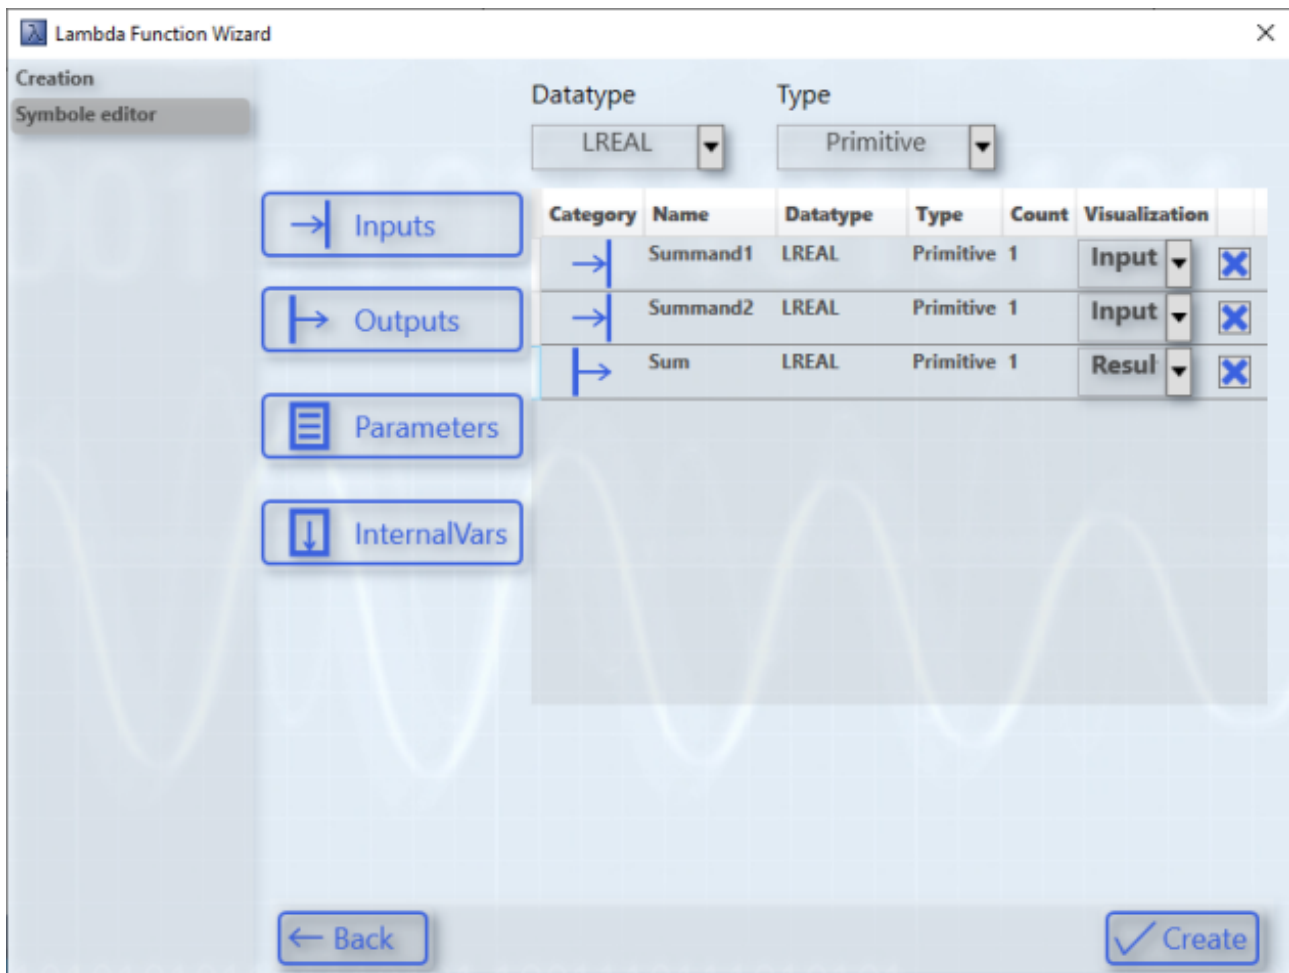 Lambda Function Wizard
Creation
Symbole editor
Datatype Type
LREAL Primitive
Inputs
Outputs
Parameters
InternalVars
Category Name Datatype Type Count Visualization
Summand1 LREAL Primitive 1 Input
Summand2 LREAL Primitive 1 Input
Sum LREAL Primitive 1 Resul
Back
Create